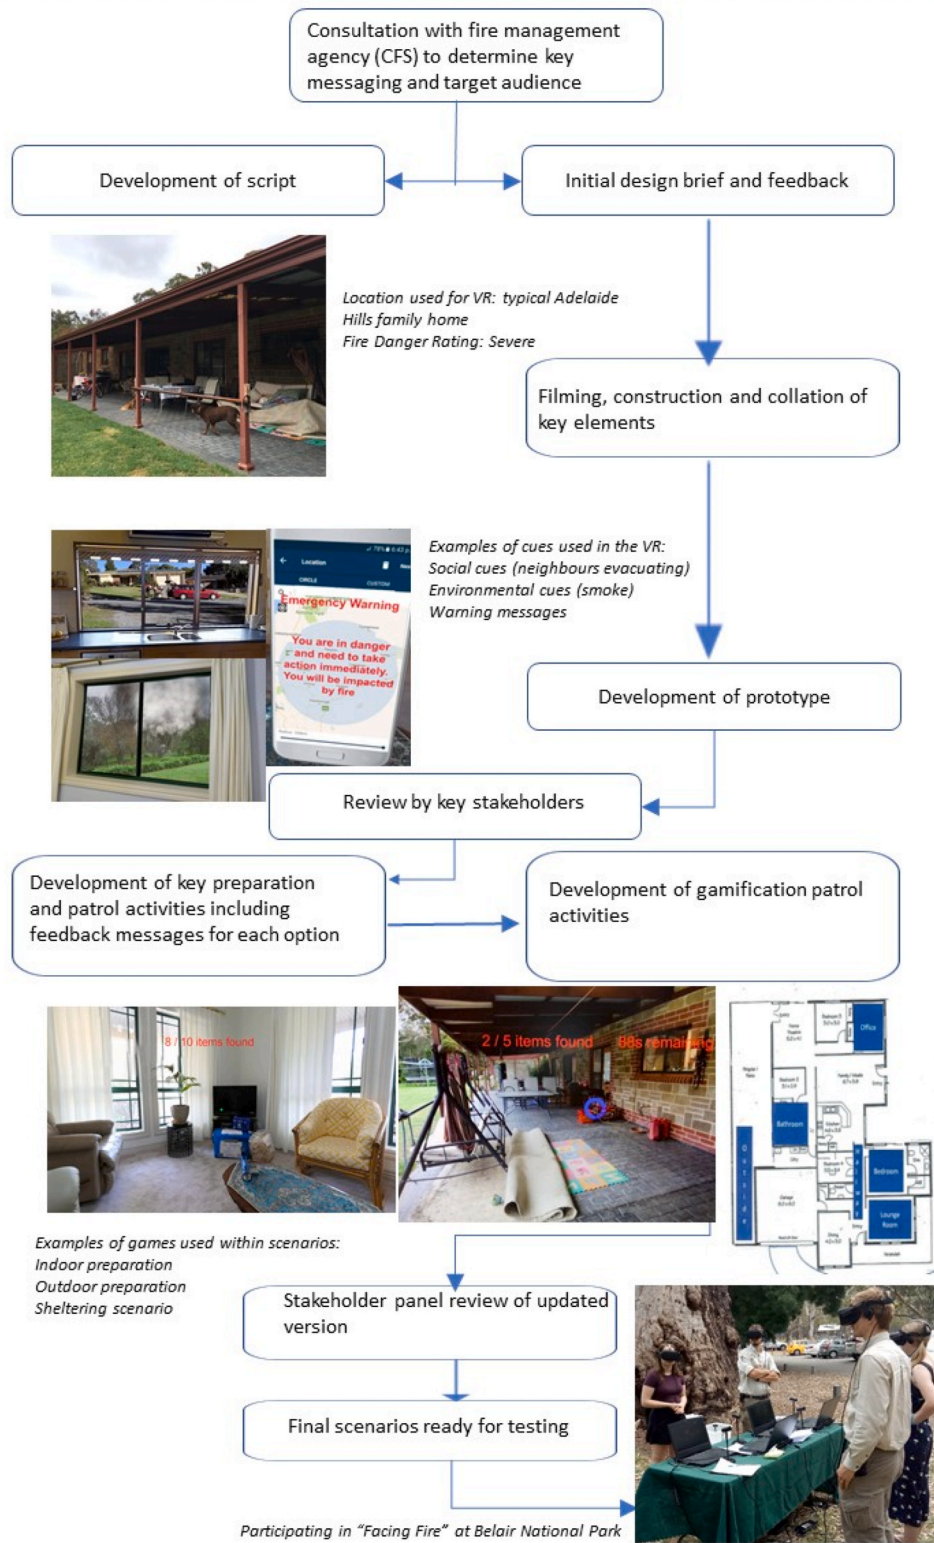 Consultation with fire management
agency (CFS) to determine key
messaging and target audience
Development of script
Initial design brief and feedback
Location used for VR: typical Adelaide
Hills family home
Fire Danger Rating: Severe
Filming, construction and collation of
key elements
Location
CIRCLE
CUSTOM
Emergency Warning
You are in danger
and need to take
action immediately.
You will be impacted
by fire
Examples of cues used in the VR:
Social cues (neighbours evacuating)
Environmental cues (smoke)
Warning messages
Development of prototype
Review by key stakeholders
Development of key preparation
and patrol activities including
feedback messages for each option
Development of gamification patrol
activities
8 / 10 items found
2 / 5 items found 88s remaining
Office
Bathroom
Outside
Hallway
Bedroom
Lounge
Room
Examples of games used within scenarios:
Indoor preparation
Outdoor preparation
Sheltering scenario
Stakeholder panel review of updated
version
Final scenarios ready for testing
Participating in “Facing Fire” at Belair National Park